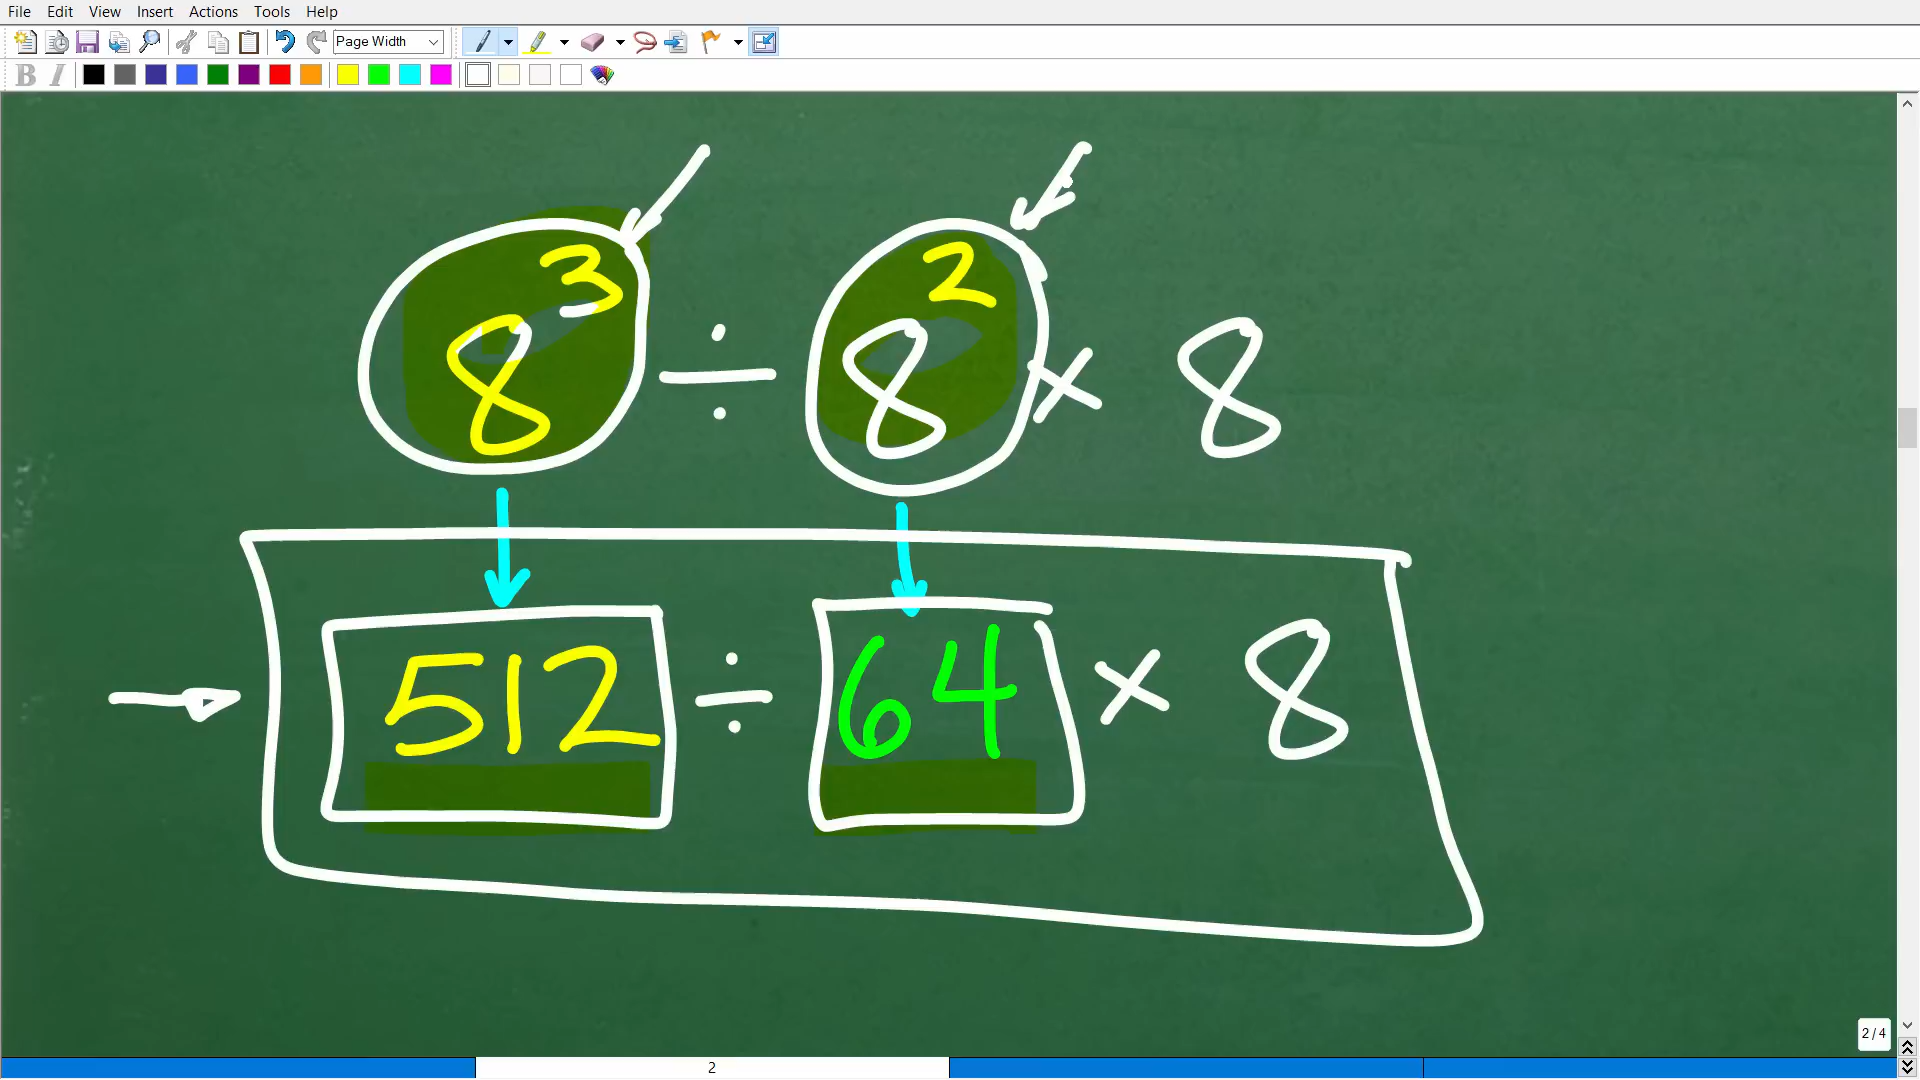 File Edit View Insert Actions Tools Help
Page Width
B I
8³ ÷ 8² × 8
512 ÷ 64 × 8
2 / 4
2